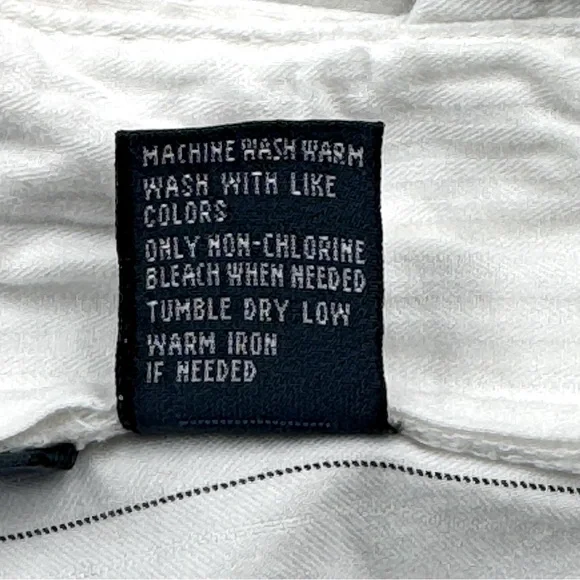 MACHINE WASH WARM
WASH WITH LIKE
COLORS
ONLY NON-CHLORINE
BLEACH WHEN NEEDED
TUMBLE DRY LOW
WARM IRON
IF NEEDED